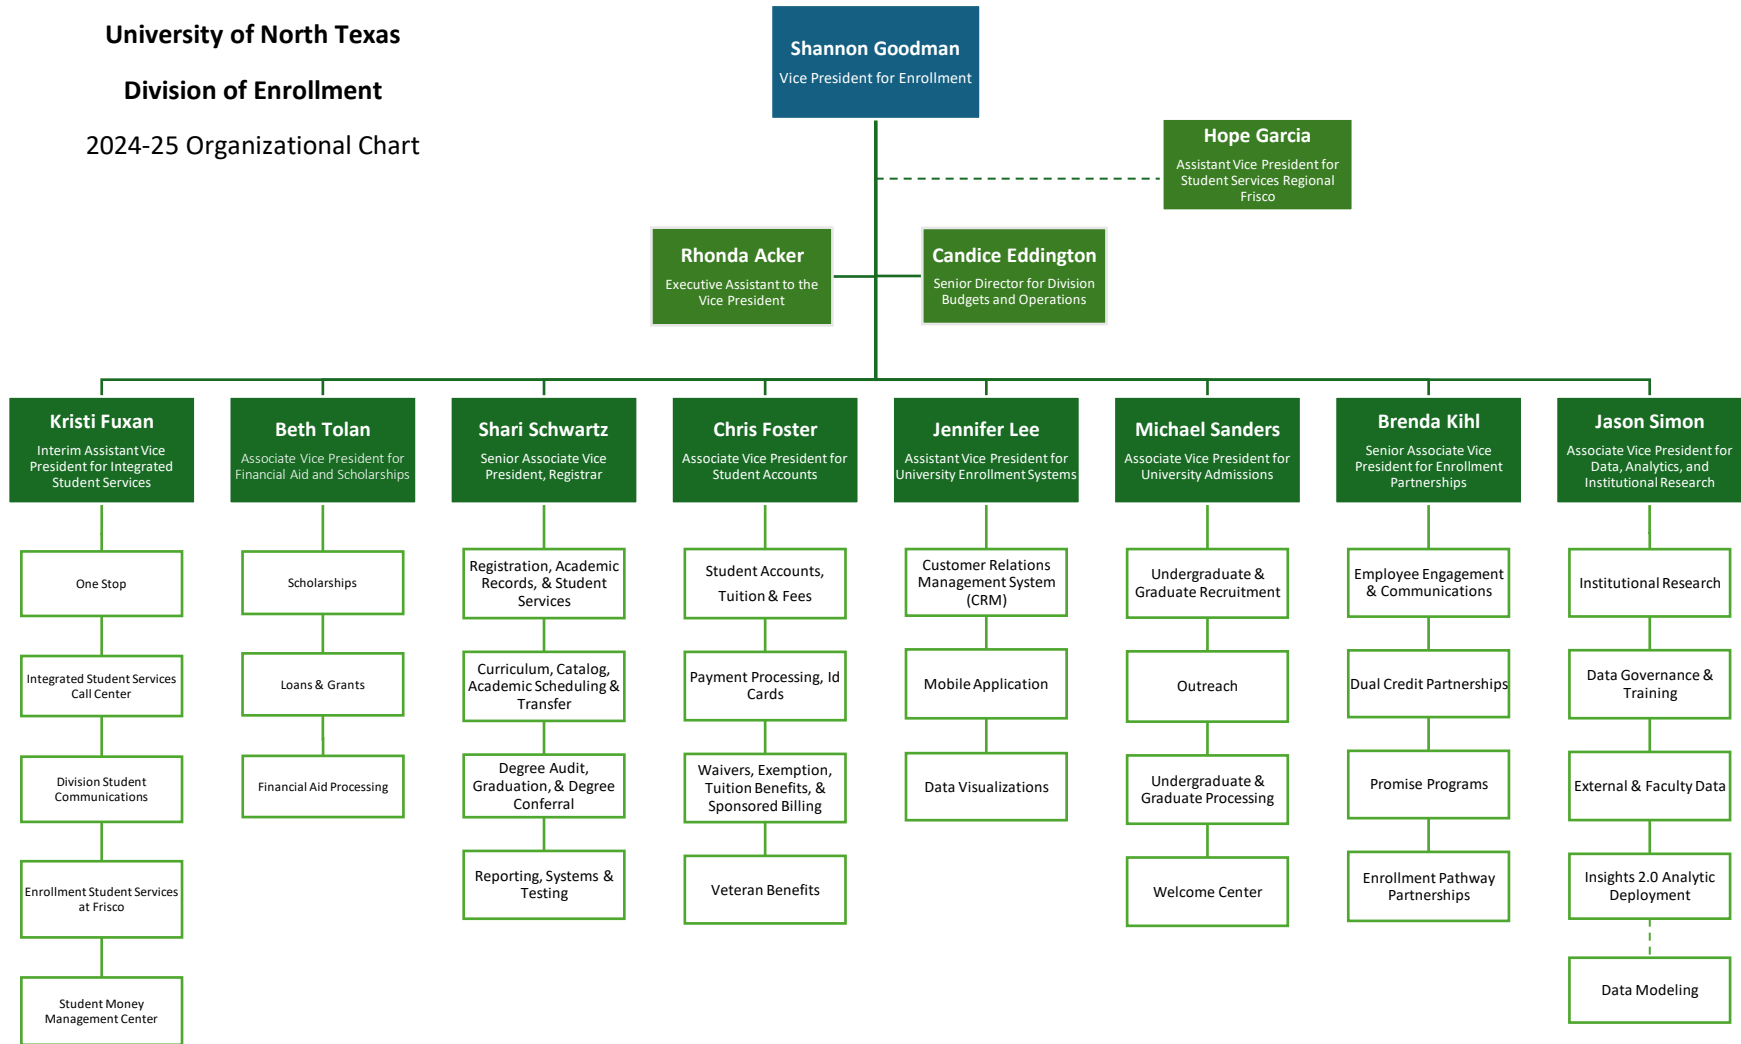 University of North Texas
Division of Enrollment
2024-25 Organizational Chart
Shannon Goodman
Vice President for Enrollment
Hope Garcia
Assistant Vice President for
Student Services Regional
Frisco
Rhonda Acker
Executive Assistant to the
Vice President
Candice Eddington
Senior Director for Division
Budgets and Operations
Kristi Fuxan
Interim Assistant Vice
President for Integrated
Student Services
One Stop
Integrated Student Services
Call Center
Division Student
Communications
Enrollment Student Services
at Frisco
Student Money
Management Center
Beth Tolan
Associate Vice President for
Financial Aid and Scholarships
Scholarships
Loans & Grants
Financial Aid Processing
Shari Schwartz
Senior Associate Vice
President, Registrar
Registration, Academic
Records, & Student
Services
Curriculum, Catalog,
Academic Scheduling &
Transfer
Degree Audit,
Graduation, & Degree
Conferral
Reporting, Systems &
Testing
Chris Foster
Associate Vice President for
Student Accounts
Student Accounts,
Tuition & Fees
Payment Processing, Id
Cards
Waivers, Exemption,
Tuition Benefits, &
Sponsored Billing
Veteran Benefits
Jennifer Lee
Assistant Vice President for
University Enrollment Systems
Customer Relations
Management System
(CRM)
Mobile Application
Data Visualizations
Michael Sanders
Associate Vice President for
University Admissions
Undergraduate &
Graduate Recruitment
Outreach
Undergraduate &
Graduate Processing
Welcome Center
Brenda Kihl
Senior Associate Vice
President for Enrollment
Partnerships
Employee Engagement
& Communications
Dual Credit Partnerships
Promise Programs
Enrollment Pathway
Partnerships
Jason Simon
Associate Vice President for
Data, Analytics, and
Institutional Research
Institutional Research
Data Governance &
Training
External & Faculty Data
Insights 2.0 Analytic
Deployment
Data Modeling